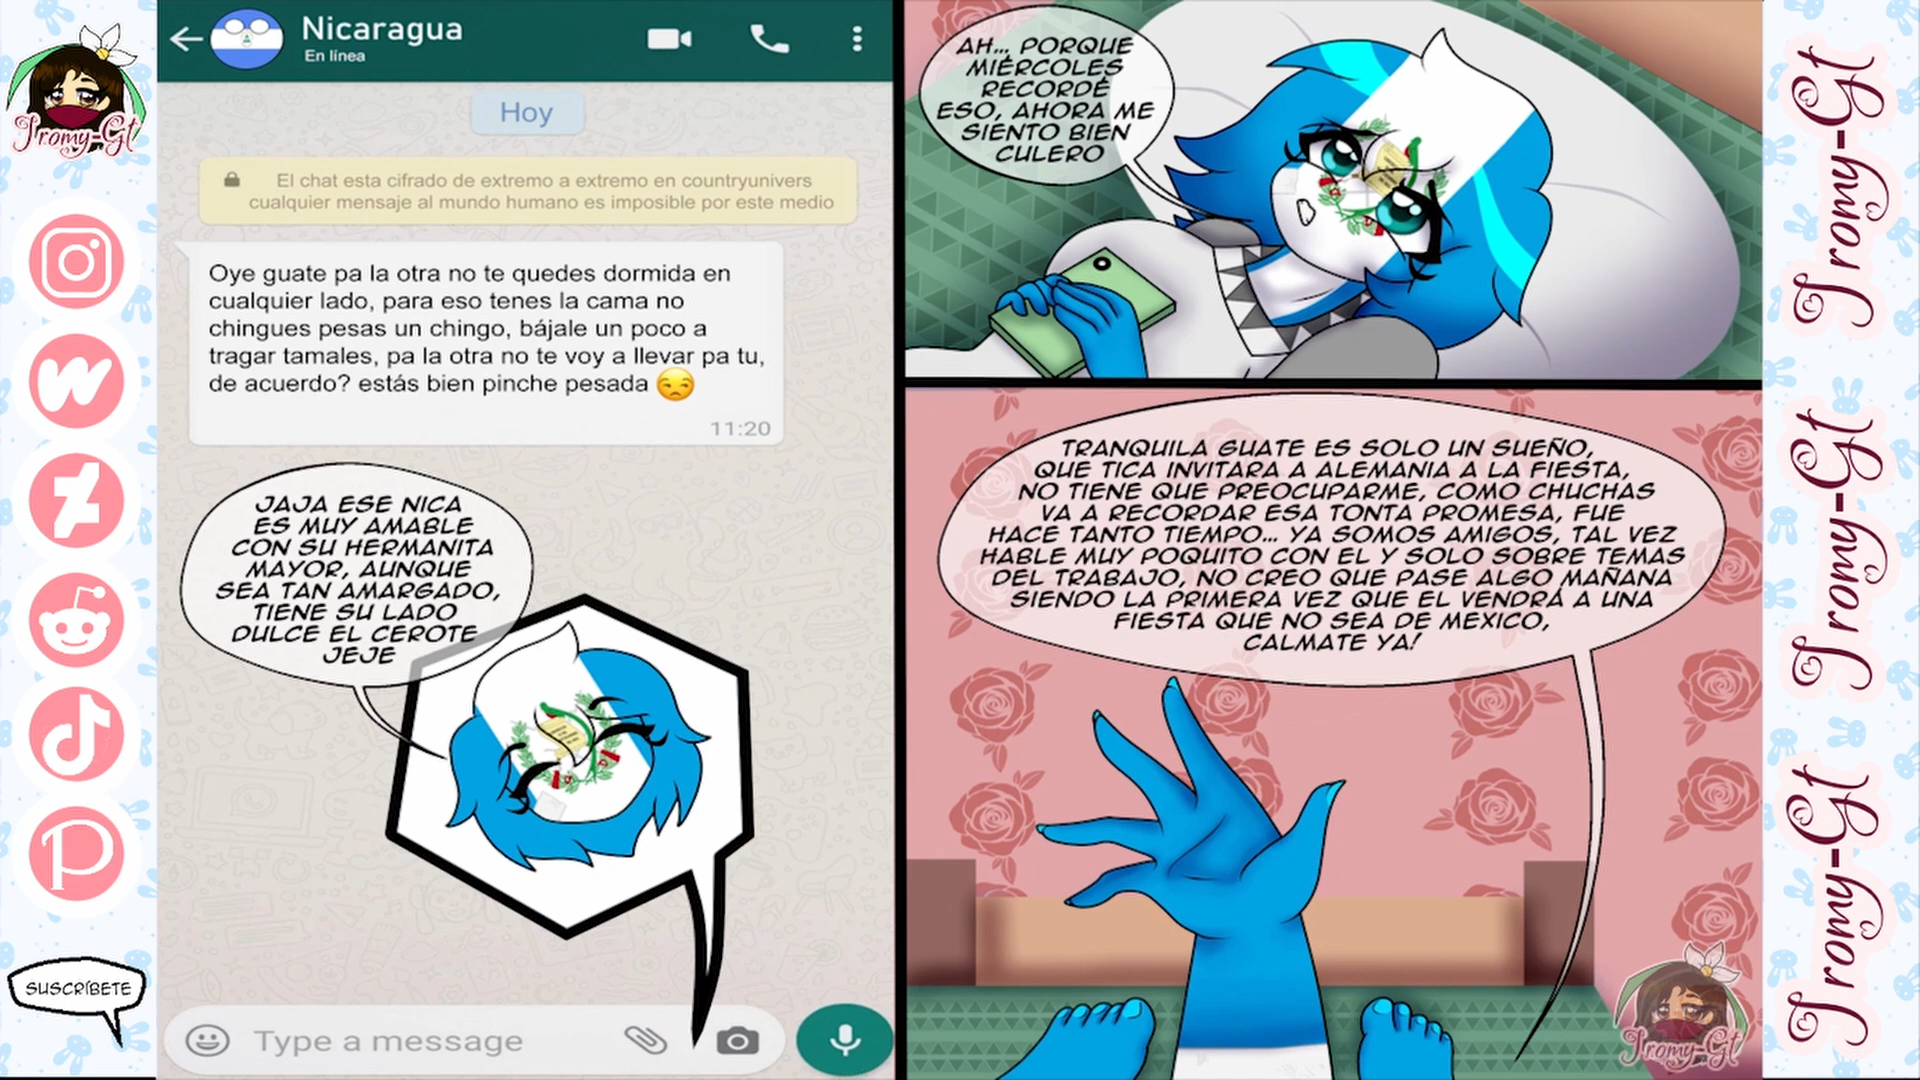 Tromy-Gt
SUSCRÍBETE
Nicaragua
En línea
Hoy
El chat esta cifrado de extremo a extremo en countryunivers
cualquier mensaje al mundo humano es imposible por este medio
Oye guate pa la otra no te quedes dormida en
cualquier lado, para eso tenes la cama no
chingues pesas un chingo, bájale un poco a
tragar tamales, pa la otra no te voy a llevar pa tu,
de acuerdo? estás bien pinche pesada
11:20
JAJA ESE NICA
ES MUY AMABLE
CON SU HERMANITA
MAYOR, AUNQUE
SEA TAN AMARGADO,
TIENE SU LADO
DULCE EL CEROTE
JEJE
Type a message
AH... PORQUE
MIÉRCOLES
RECORDÉ
ESO, AHORA ME
SIENTO BIEN
CULERO
TRANQUILA GUATE ES SOLO UN SUEÑO,
QUE TICA INVITARA A ALEMANIA A LA FIESTA,
NO TIENE QUE PREOCUPARME, COMO CHUCHAS
VA A RECORDAR ESA TONTA PROMESA, FUE
HACE TANTO TIEMPO... YA SOMOS AMIGOS, TAL VEZ
HABLE MUY POQUITO CON EL Y SOLO SOBRE TEMAS
DEL TRABAJO, NO CREO QUE PASE ALGO MAÑANA
SIENDO LA PRIMERA VEZ QUE EL VENDRÁ A UNA
FIESTA QUE NO SEA DE MEXICO,
CALMATE YA!
Tromy-Gt
Tromy-Gt
Tromy-Gt
Tromy-Gt